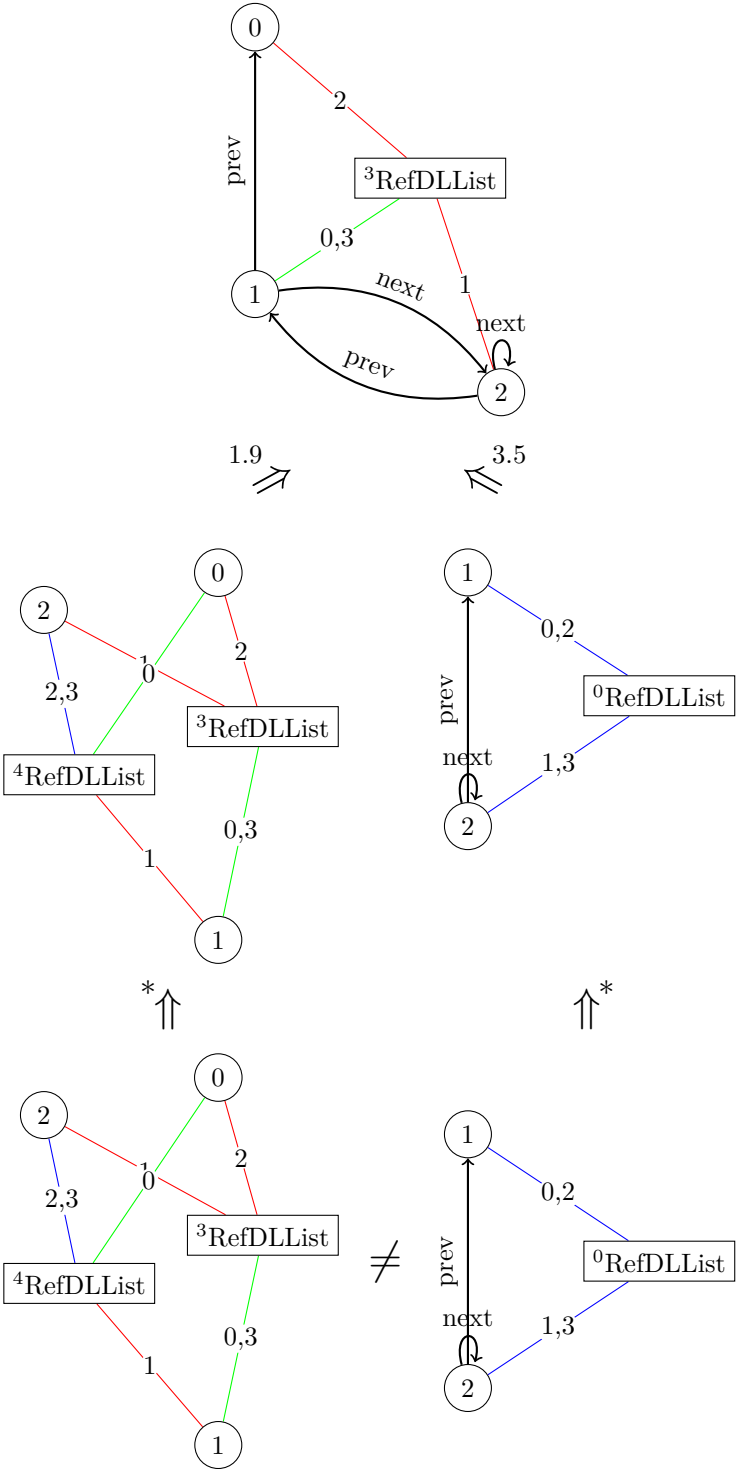 0
2
prev
³RefDLList
0,3
1
next
1
next
prev
2
1.9
3.5
⇒
⇐
0
1
2
2
0,2
1
0
2,3
prev
³RefDLList
⁰RefDLList
⁴RefDLList
next
1,3
0,3
2
1
1
*⇑
⇑*
0
2
1
2
1
0
0,2
2,3
prev
³RefDLList
≠
⁰RefDLList
⁴RefDLList
next
1,3
0,3
1
2
1